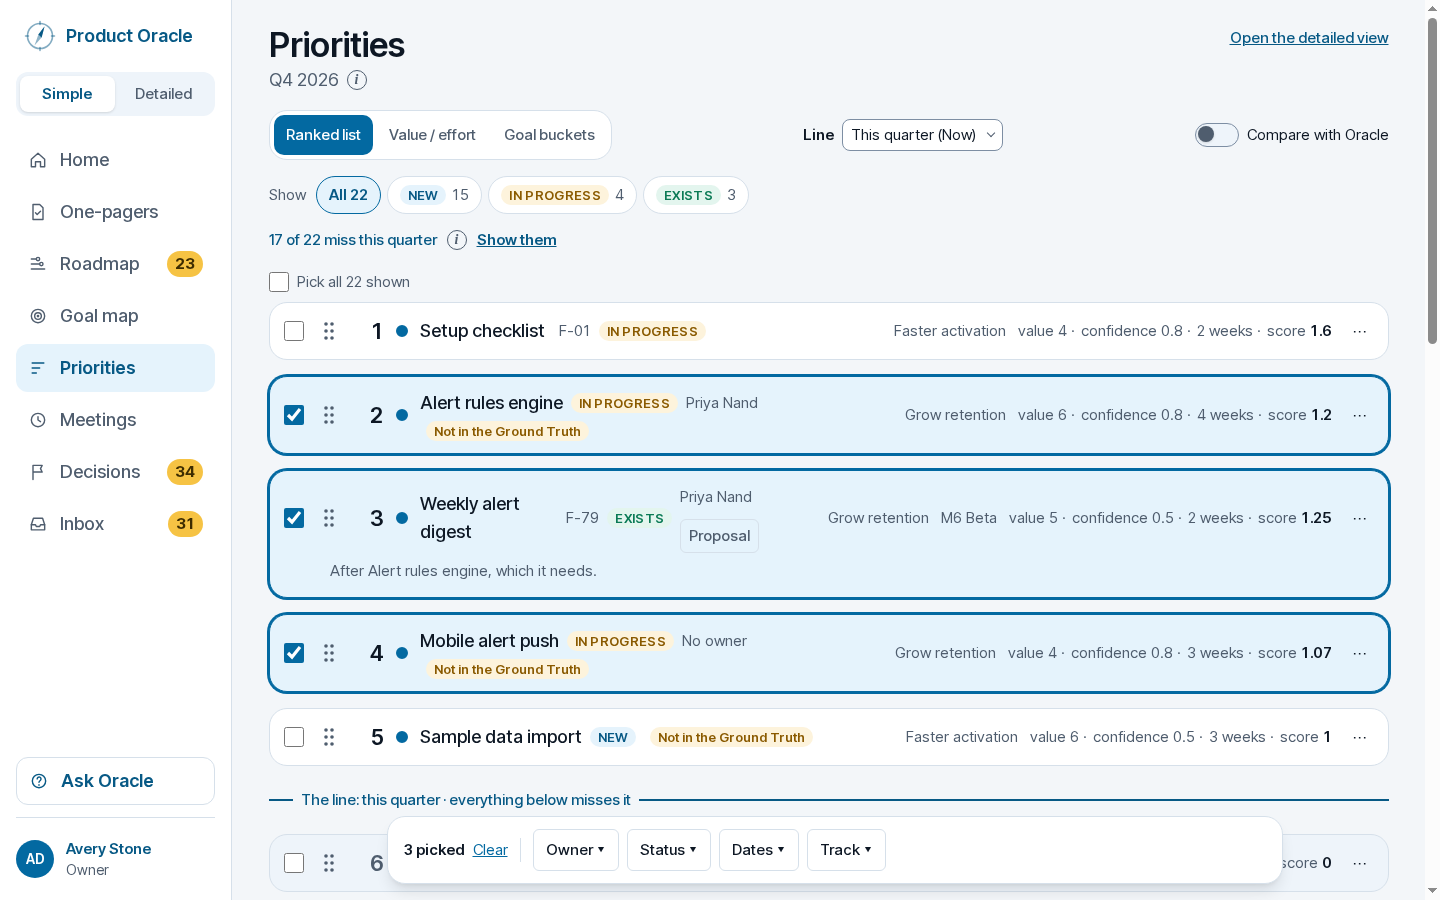 Product Oracle
Simple Detailed
Home
One-pagers
Roadmap 23
Goal map
Priorities
Meetings
Decisions 34
Inbox 31
Ask Oracle
AD Avery Stone
Owner
Priorities
Open the detailed view
Q4 2026 i
Ranked list Value / effort Goal buckets
Line This quarter (Now)
Compare with Oracle
Show All 22 NEW 15 IN PROGRESS 4 EXISTS 3
17 of 22 miss this quarter i Show them
Pick all 22 shown
1 Setup checklist F-01 IN PROGRESS Faster activation value 4 · confidence 0.8 · 2 weeks · score 1.6 ...
2 Alert rules engine IN PROGRESS Priya Nand Grow retention value 6 · confidence 0.8 · 4 weeks · score 1.2 ...
Not in the Ground Truth
3 Weekly alert digest F-79 EXISTS Priya Nand Proposal Grow retention M6 Beta value 5 · confidence 0.5 · 2 weeks · score 1.25 ...
After Alert rules engine, which it needs.
4 Mobile alert push IN PROGRESS No owner Grow retention value 4 · confidence 0.8 · 3 weeks · score 1.07 ...
Not in the Ground Truth
5 Sample data import NEW Not in the Ground Truth Faster activation value 6 · confidence 0.5 · 3 weeks · score 1 ...
The line: this quarter · everything below misses it
6 score 0 ...
3 picked Clear Owner ▾ Status ▾ Dates ▾ Track ▾